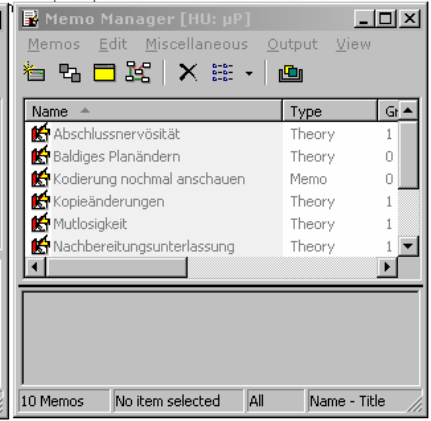 Memo Manager [HU: µP]
Memos Edit Miscellaneous Output View
Name Type Gr
Abschlussnervösität Theory 1
Baldiges Planändern Theory 0
Kodierung nochmal anschauen Memo 0
Kopieänderungen Theory 1
Mutlosigkeit Theory 1
Nachbereitungsunterlassung Theory 1
10 Memos No item selected All Name - Title